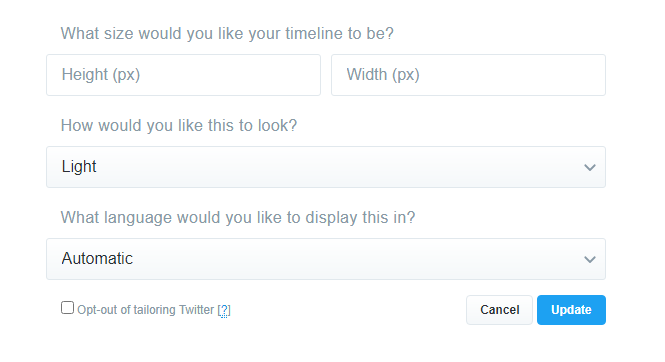 What size would you like your timeline to be?
Height (px) Width (px)
How would you like this to look?
Light
What language would you like to display this in?
Automatic
Opt-out of tailoring Twitter [?] Cancel Update